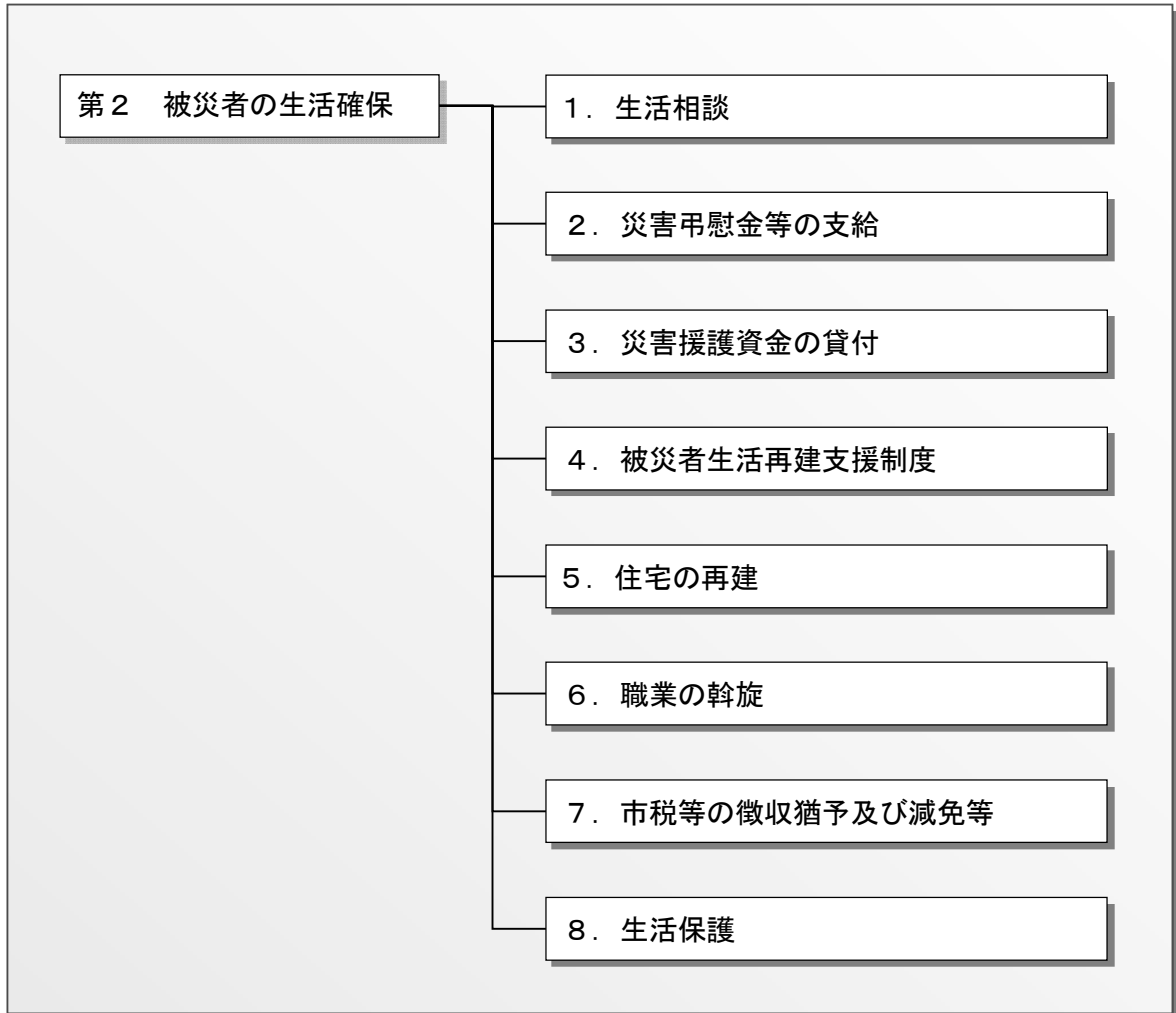 第2　被災者の生活確保
1．生活相談
2．災害弔慰金等の支給
3．災害援護資金の貸付
4．被災者生活再建支援制度
5．住宅の再建
6．職業の斡旋
7．市税等の徴収猶予及び減免等
8．生活保護